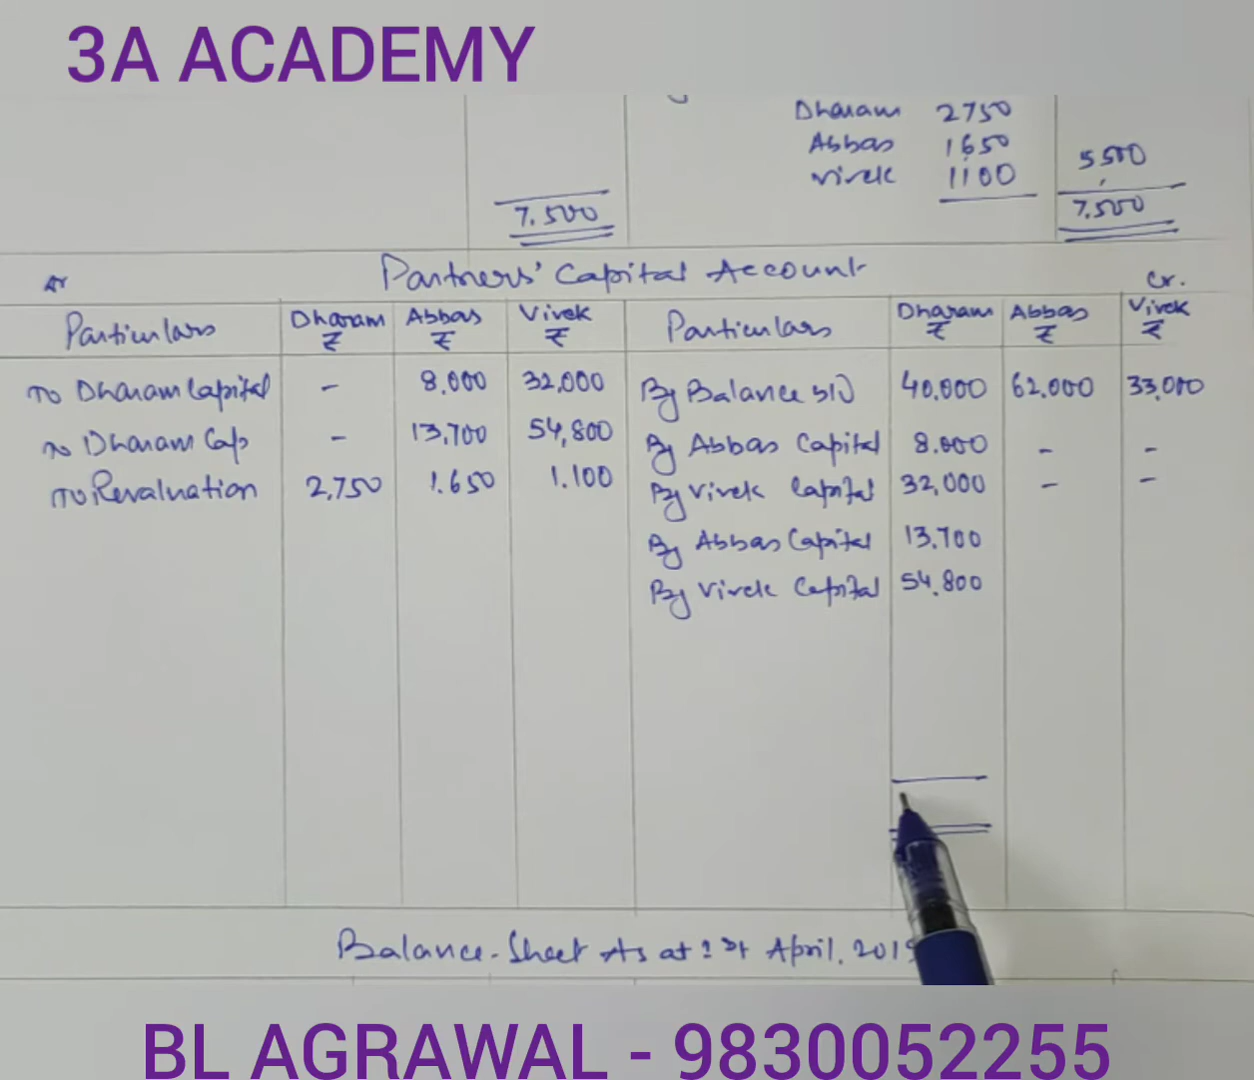 3A ACADEMY
Dharam 2750
Abbas 1650
Vivek 1100 5,500
7,500 7,500
Dr Partners' Capital Account Cr.
Particulars Dharam ₹ Abbas ₹ Vivek ₹ Particulars Dharam ₹ Abbas ₹ Vivek ₹
To Dharam Capital - 8,000 32,000 By Balance b/d 40,000 62,000 33,000
To Dharam Cap - 13,700 54,800 By Abbas Capital 8,000 - -
To Revaluation 2,750 1,650 1,100 By Vivek Capital 32,000 - -
By Abbas Capital 13,700
By Vivek Capital 54,800
Balance-Sheet As at 1st April, 201
BL AGRAWAL - 9830052255